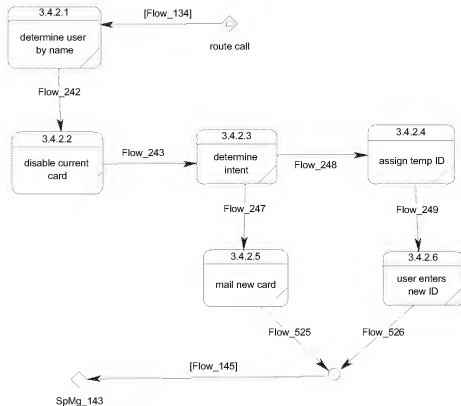 3.4.2.1
[Flow_134]
determine user
by name
route call
Flow_242
3.4.2.2
3.4.2.3
3.4.2.4
disable current
card
Flow_243
determine
intent
Flow_248
assign temp ID
Flow_247
Flow_249
3.4.2.5
3.4.2.6
mail new card
user enters
new ID
Flow_525
Flow_526
[Flow_145]
SpMg_143